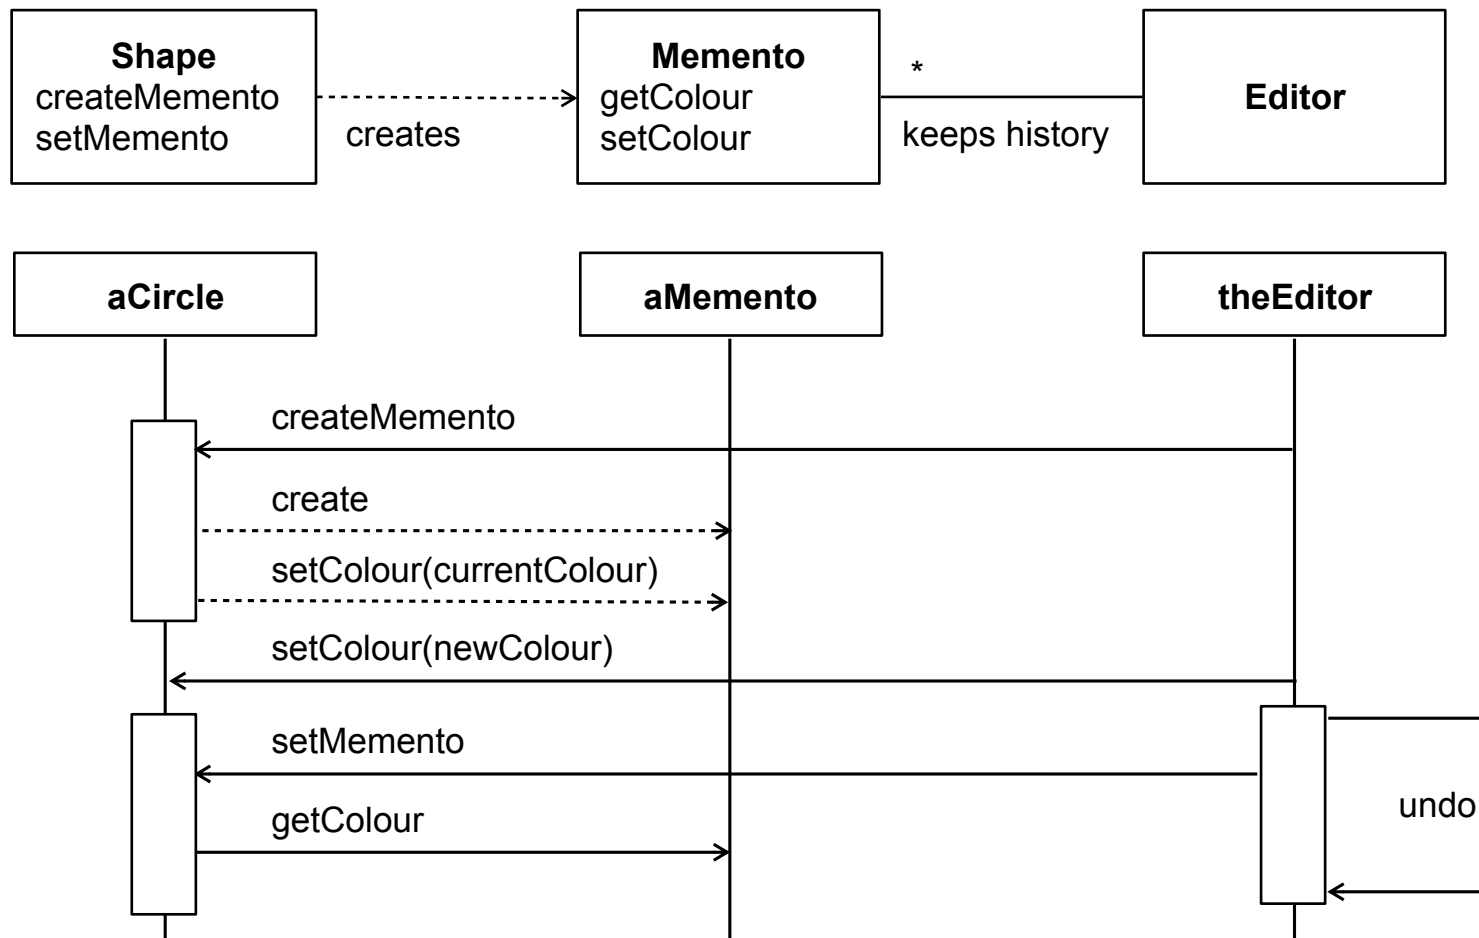 Shape
createMemento
setMemento
creates
Memento
getColour
setColour
*
keeps history
Editor
aCircle
aMemento
theEditor
createMemento
create
setColour(currentColour)
setColour(newColour)
setMemento
getColour
undo